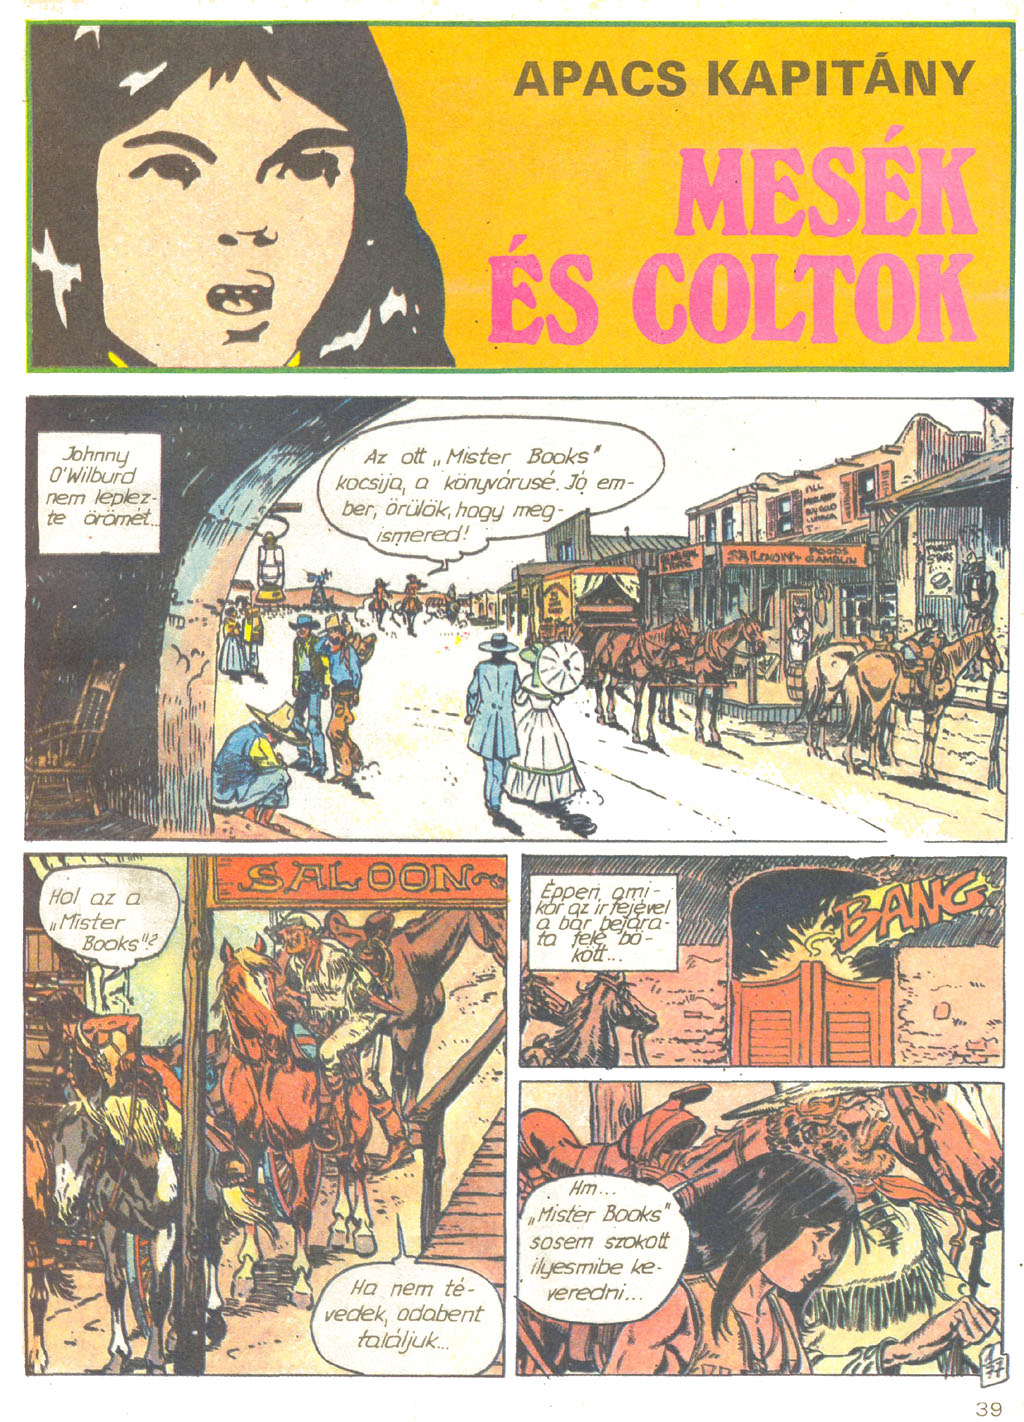 APACS KAPITÁNY
MESÉK
ÉS COLTOK
Johnny
O'Wilburd
nem leplez-
te örömét...
Az ott „Mister Books"
kocsija, a könyvárusé. Jó em-
ber, örülök, hogy meg-
ismered!
SALOON
FOODS
GAMBLIN
Hol az a
„Mister
Books"?
SALOON
Ha nem té-
vedek, odabent
találjuk...
Éppen, ami-
kor az ír fejével
a bar bejára-
ta felé bö-
kött...
BANG
Hm...
„Mister Books"
sosem szokott
ilyesmibe ke-
veredni...
39